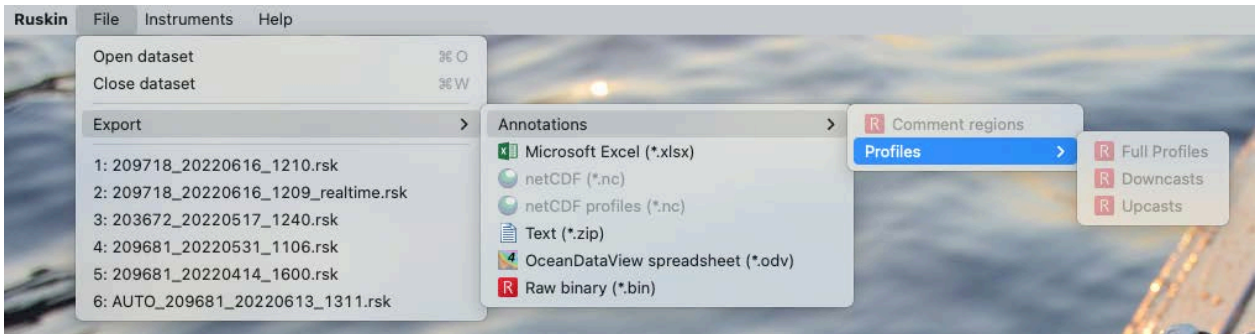 Ruskin File Instruments Help
Open dataset ⌘ O
Close dataset ⌘ W
Export >
1: 209718_20220616_1210.rsk
2: 209718_20220616_1209_realtime.rsk
3: 203672_20220517_1240.rsk
4: 209681_20220531_1106.rsk
5: 209681_20220414_1600.rsk
6: AUTO_209681_20220613_1311.rsk
Annotations >
Microsoft Excel (*.xlsx)
netCDF (*.nc)
netCDF profiles (*.nc)
Text (*.zip)
OceanDataView spreadsheet (*.odv)
R Raw binary (*.bin)
R Comment regions
Profiles >
R Full Profiles
R Downcasts
R Upcasts